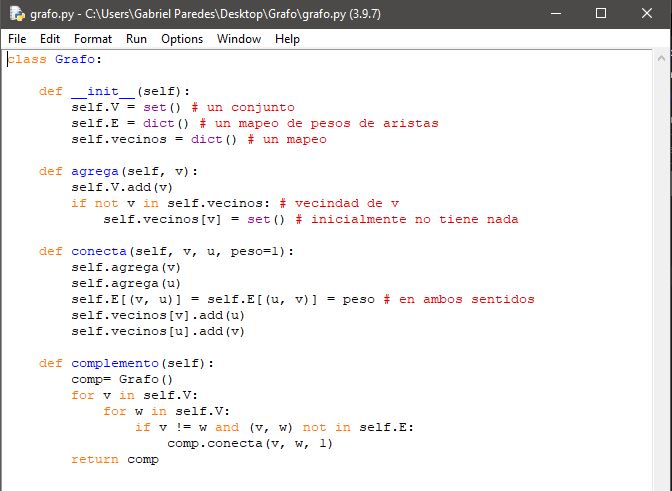 grafo.py - C:\Users\Gabriel Paredes\Desktop\Grafo\grafo.py (3.9.7)
File Edit Format Run Options Window Help
class Grafo:
    def __init__(self):
        self.V = set() # un conjunto
        self.E = dict() # un mapeo de pesos de aristas
        self.vecinos = dict() # un mapeo
    def agrega(self, v):
        self.V.add(v)
        if not v in self.vecinos: # vecindad de v
            self.vecinos[v] = set() # inicialmente no tiene nada
    def conecta(self, v, u, peso=1):
        self.agrega(v)
        self.agrega(u)
        self.E[(v, u)] = self.E[(u, v)] = peso # en ambos sentidos
        self.vecinos[v].add(u)
        self.vecinos[u].add(v)
    def complemento(self):
        comp= Grafo()
        for v in self.V:
            for w in self.V:
                if v != w and (v, w) not in self.E:
                    comp.conecta(v, w, 1)
        return comp